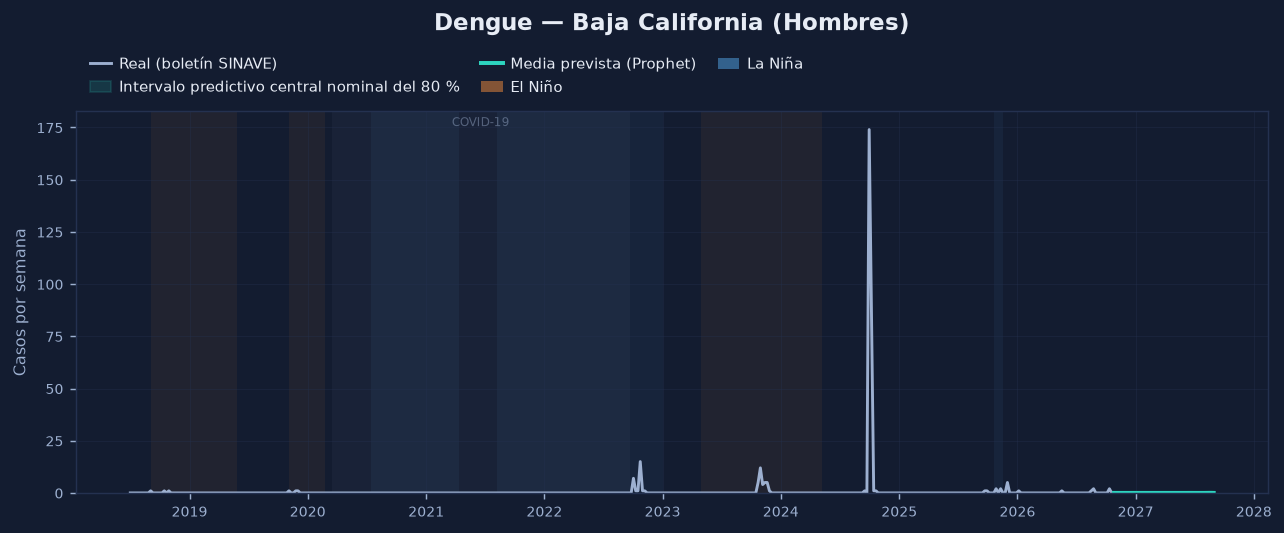 Dengue — Baja California (Hombres)
Real (boletín SINAVE)
Media prevista (Prophet)
La Niña
Intervalo predictivo central nominal del 80 %
El Niño
COVID-19
Casos por semana
175
150
125
100
75
50
25
0
2019
2020
2021
2022
2023
2024
2025
2026
2027
2028